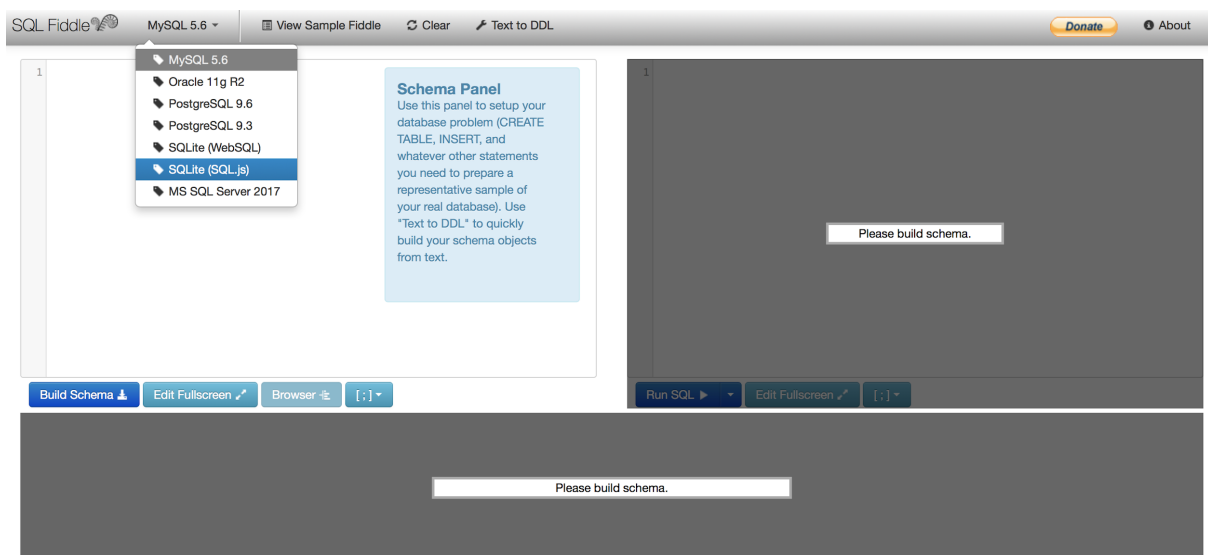 SQL Fiddle MySQL 5.6 View Sample Fiddle Clear Text to DDL Donate About
MySQL 5.6
Oracle 11g R2
PostgreSQL 9.6
PostgreSQL 9.3
SQLite (WebSQL)
SQLite (SQL.js)
MS SQL Server 2017
1
Schema Panel
Use this panel to setup your
database problem (CREATE
TABLE, INSERT, and
whatever other statements
you need to prepare a
representative sample of
your real database). Use
"Text to DDL" to quickly
build your schema objects
from text.
1
Please build schema.
Build Schema Edit Fullscreen Browser [ ; ]
Run SQL Edit Fullscreen [ ; ]
Please build schema.